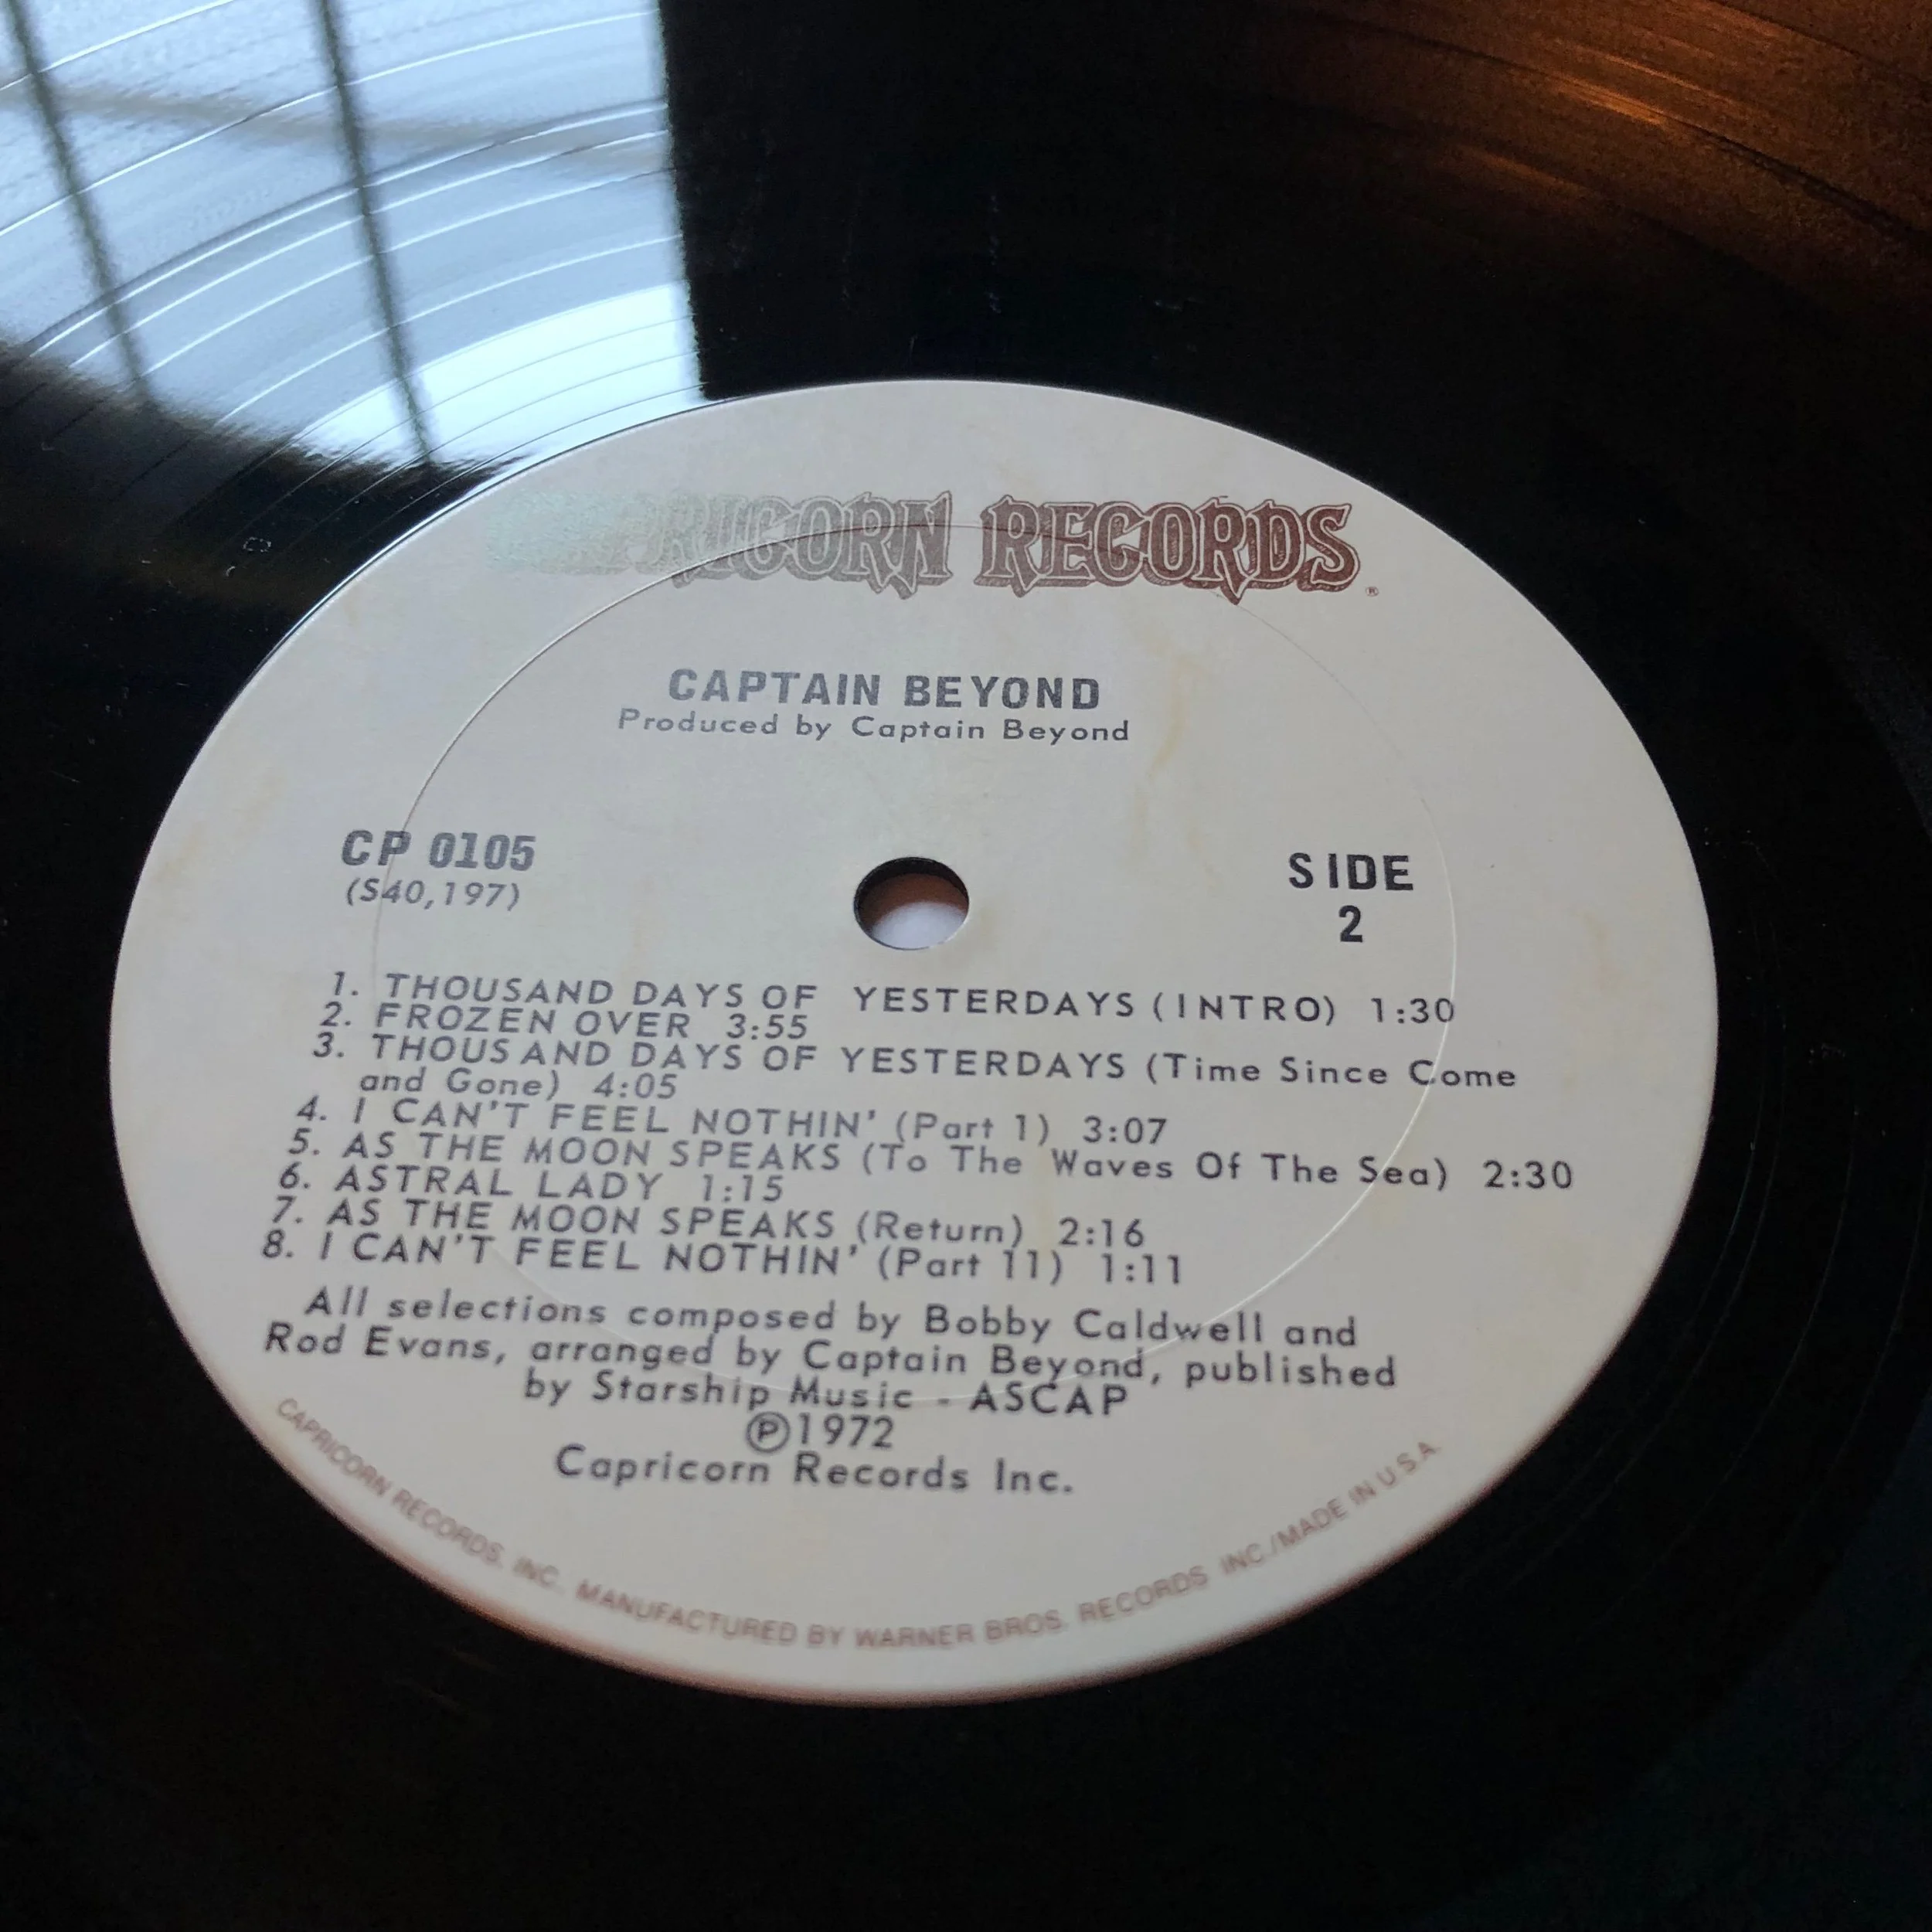 CAPRICORN RECORDS ®
CAPTAIN BEYOND
Produced by Captain Beyond
CP 0105
(S40,197)
SIDE
2
1. THOUSAND DAYS OF YESTERDAYS (INTRO) 1:30
2. FROZEN OVER 3:55
3. THOUSAND DAYS OF YESTERDAYS (Time Since Come
and Gone) 4:05
4. I CAN'T FEEL NOTHIN' (Part 1) 3:07
5. AS THE MOON SPEAKS (To The Waves Of The Sea) 2:30
6. ASTRAL LADY 1:15
7. AS THE MOON SPEAKS (Return) 2:16
8. I CAN'T FEEL NOTHIN' (Part 11) 1:11
All selections composed by Bobby Caldwell and
Rod Evans, arranged by Captain Beyond, published
by Starship Music - ASCAP
℗1972
Capricorn Records Inc.
CAPRICORN RECORDS, INC. MANUFACTURED BY WARNER BROS. RECORDS INC./MADE IN U.S.A.